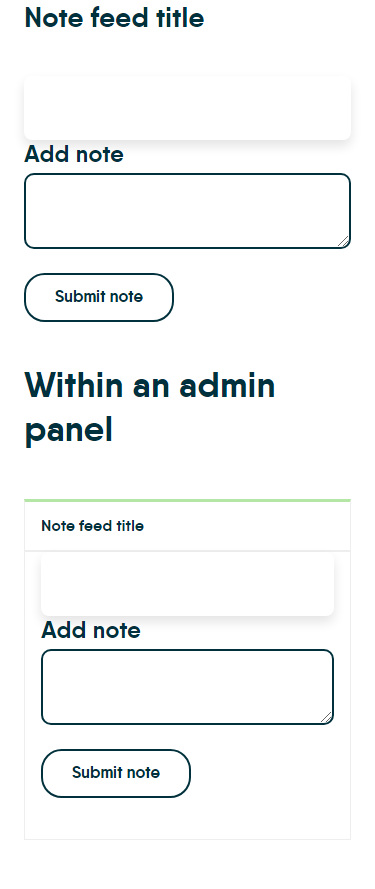 Note feed title
Add note
Submit note
Within an admin
panel
Note feed title
Add note
Submit note